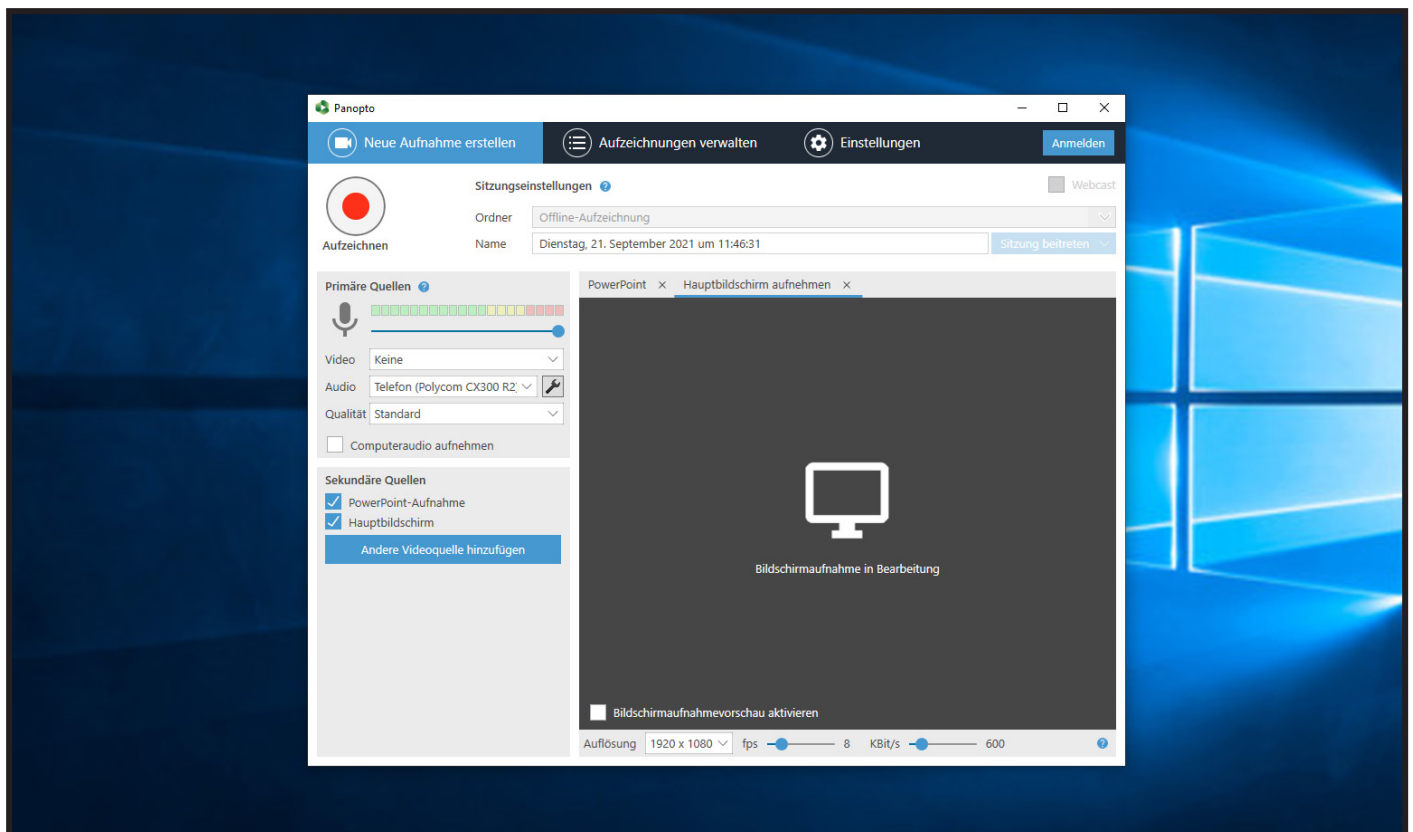 Panopto
Neue Aufnahme erstellen
Aufzeichnungen verwalten
Einstellungen
Anmelden
Aufzeichnen
Sitzungseinstellungen ?
Webcast
Ordner Offline-Aufzeichnung
Name Dienstag, 21. September 2021 um 11:46:31 Sitzung beitreten
Primäre Quellen ?
Video Keine
Audio Telefon (Polycom CX300 R2)
Qualität Standard
Computeraudio aufnehmen
Sekundäre Quellen
PowerPoint-Aufnahme
Hauptbildschirm
Andere Videoquelle hinzufügen
PowerPoint × Hauptbildschirm aufnehmen ×
Bildschirmaufnahme in Bearbeitung
Bildschirmaufnahmevorschau aktivieren
Auflösung 1920 x 1080 fps 8 KBit/s 600 ?